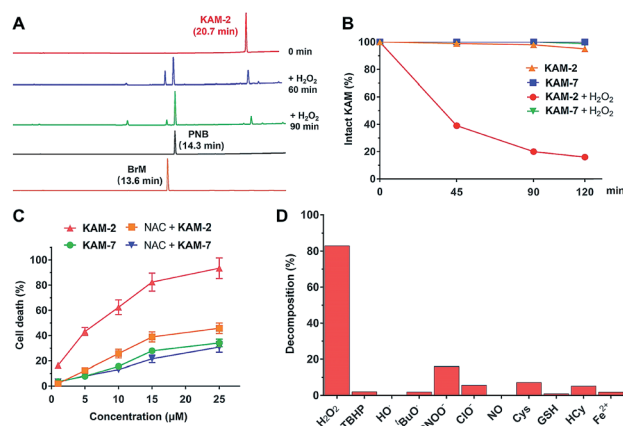 A
KAM-2
(20.7 min)
0 min
+ H₂O₂
60 min
+ H₂O₂
90 min
PNB
(14.3 min)
BrM
(13.6 min)
B
Intact KAM (%)
100
80
60
40
20
0
0 45 90 120
min
KAM-2
KAM-7
KAM-2 + H₂O₂
KAM-7 + H₂O₂
C
KAM-2 NAC + KAM-2
KAM-7 NAC + KAM-7
Cell death (%)
100
80
60
40
20
0
0 5 10 15 20 25
Concentration (µM)
D
Decomposition (%)
100
80
60
40
20
0
H₂O₂ TBHP HO· ᵗBuO· ONOO⁻ ClO⁻ NO Cys GSH HCy Fe²⁺